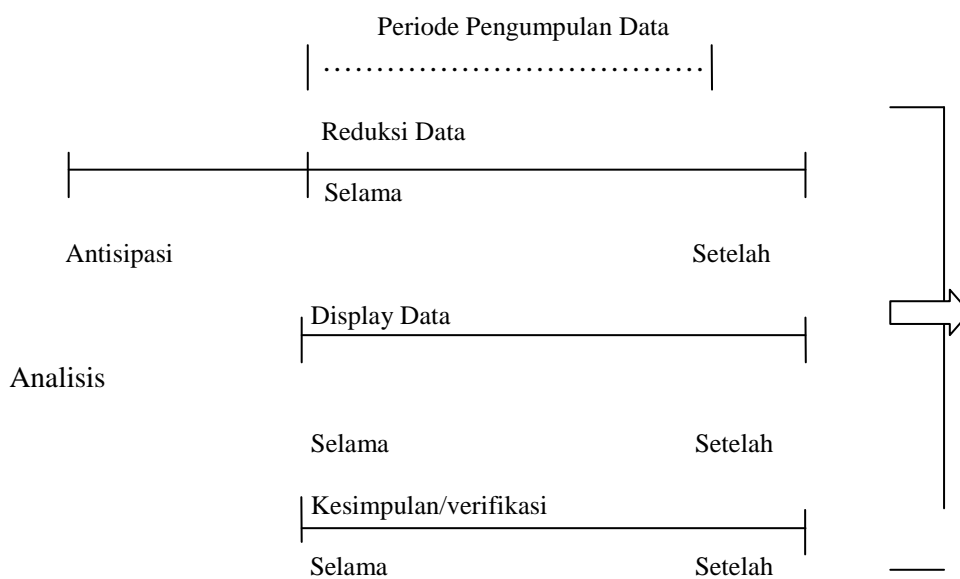 Periode Pengumpulan Data
Reduksi Data
Selama
Antisipasi Setelah
Display Data
Analisis
Selama Setelah
Kesimpulan/verifikasi
Selama Setelah